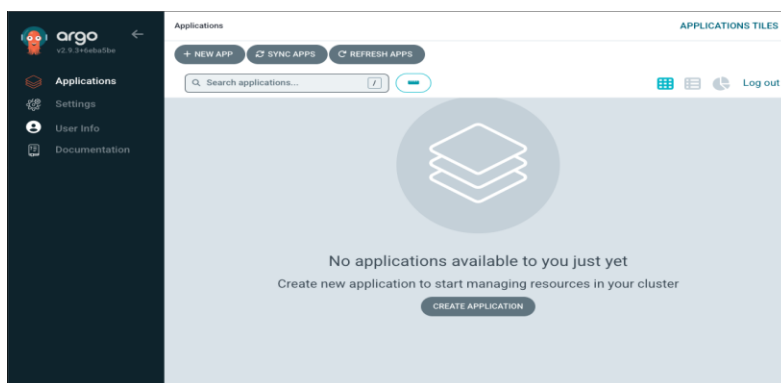 argo
v2.9.3+6eba5be
Applications
Settings
User Info
Documentation
Applications
APPLICATIONS TILES
+ NEW APP
SYNC APPS
REFRESH APPS
Search applications...
/
Log out
No applications available to you just yet
Create new application to start managing resources in your cluster
CREATE APPLICATION